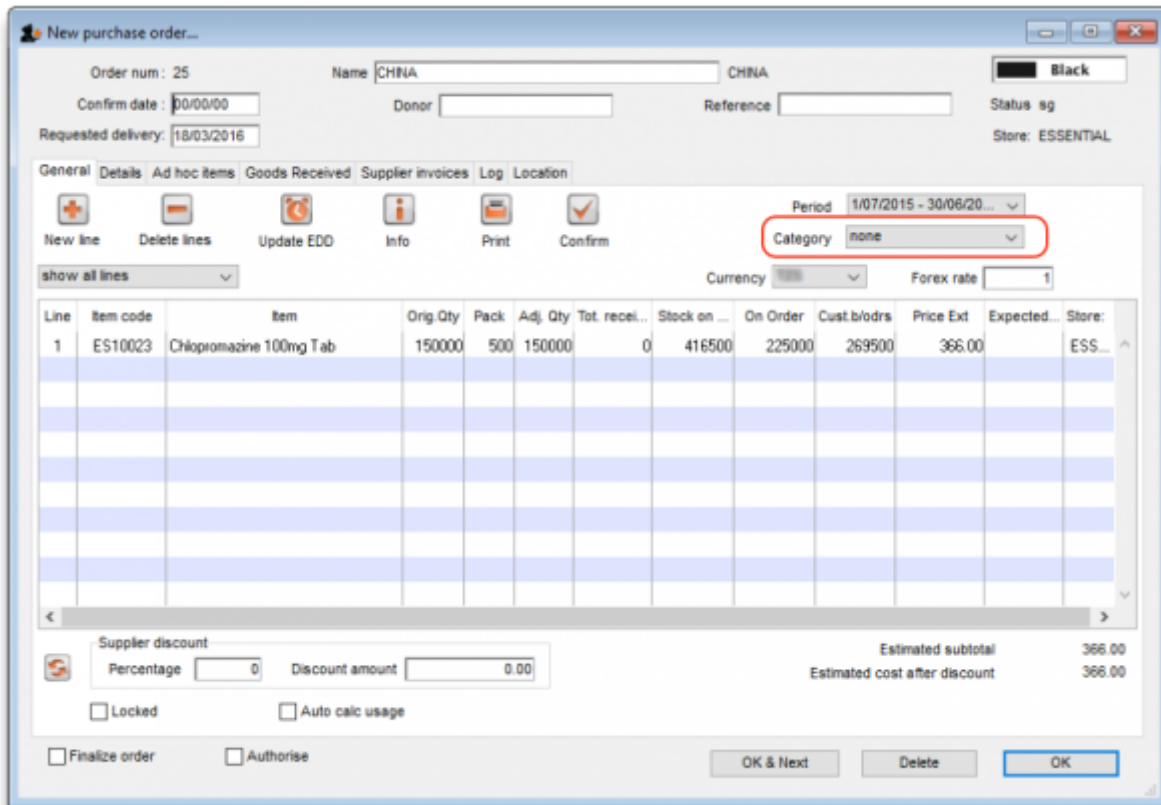 New purchase order...
Order num : 25 Name CHINA CHINA Black
Confirm date : 00/00/00 Donor Reference Status sg
Requested delivery: 18/03/2016 Store: ESSENTIAL
General Details Ad hoc items Goods Received Supplier invoices Log Location
New line Delete lines Update EDD Info Print Confirm
Period 1/07/2015 - 30/06/20...
Category none
show all lines Currency Forex rate 1
Line Item code Item Orig.Qty Pack Adj. Qty Tot. recei... Stock on ... On Order Cust.b/odrs Price Ext Expected... Store:
1 ES10023 Chlopromazine 100mg Tab 150000 500 150000 0 416500 225000 269500 366.00 ESS...
Supplier discount
Percentage 0 Discount amount 0.00
Estimated subtotal 366.00
Estimated cost after discount 366.00
Locked Auto calc usage
Finalize order Authorise OK & Next Delete OK